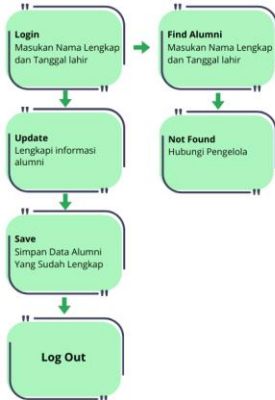 Login
Masukan Nama Lengkap
dan Tanggal lahir
Find Alumni
Masukan Nama Lengkap
dan Tanggal lahir
Update
Lengkapi informasi
alumni
Not Found
Hubungi Pengelola
Save
Simpan Data Alumni
Yang Sudah Lengkap
Log Out